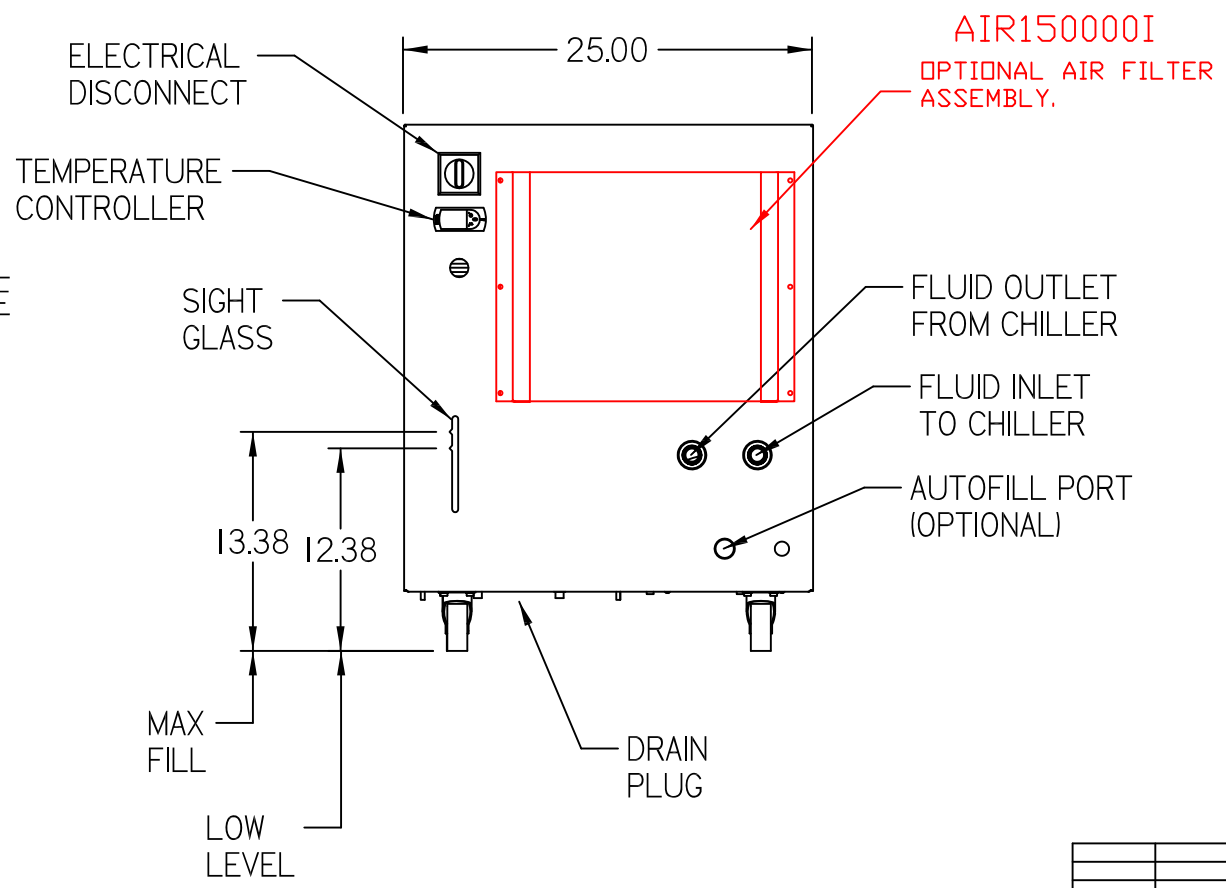 ELECTRICAL
DISCONNECT
25.00
AIR150000I
OPTIONAL AIR FILTER
ASSEMBLY.
TEMPERATURE
CONTROLLER
SIGHT
GLASS
FLUID OUTLET
FROM CHILLER
FLUID INLET
TO CHILLER
AUTOFILL PORT
(OPTIONAL)
13.38
12.38
MAX
FILL
DRAIN
PLUG
LOW
LEVEL